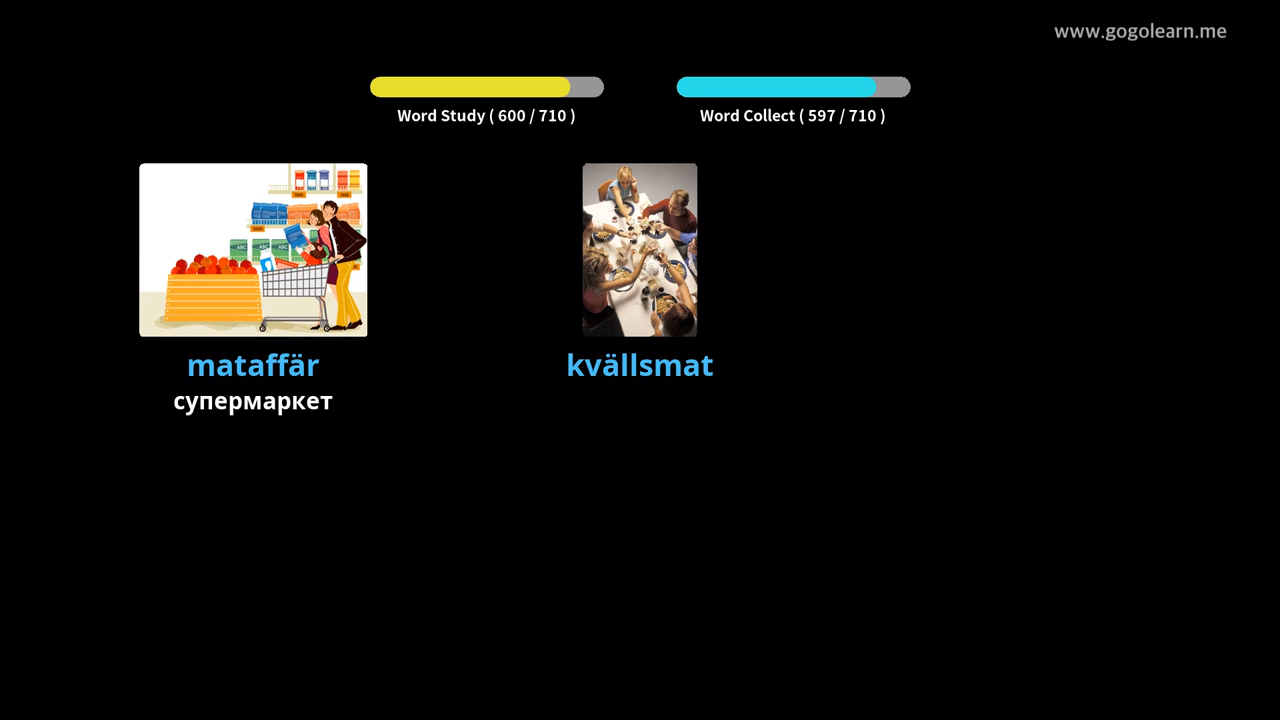 www.gogolearn.me
Word Study ( 600 / 710 )
Word Collect ( 597 / 710 )
mataffär
супермаркет
kvällsmat